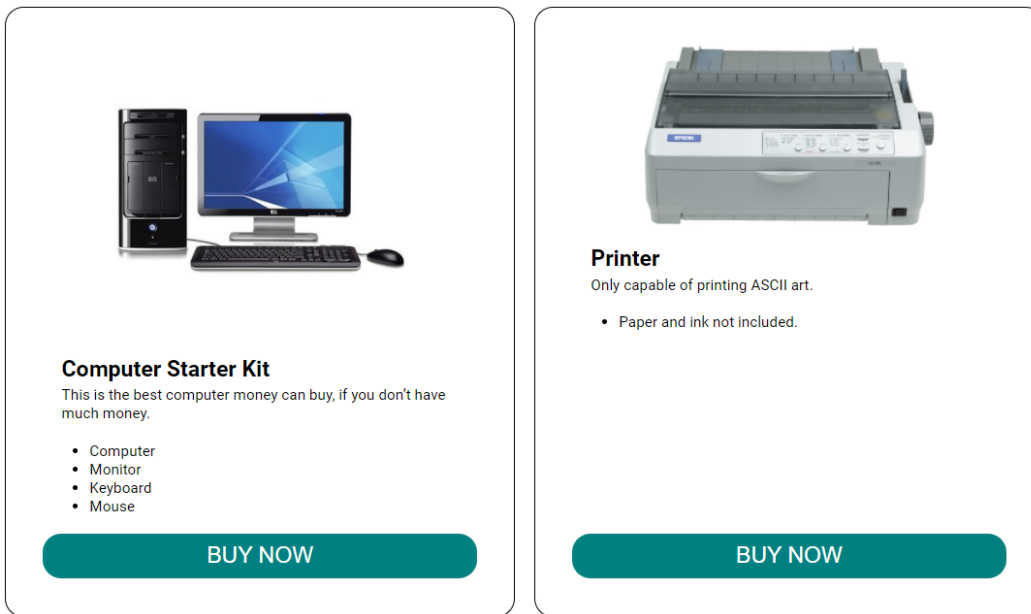 Computer Starter Kit
This is the best computer money can buy, if you don’t have
much money.
Computer
Monitor
Keyboard
Mouse
BUY NOW
EPSON
Printer
Only capable of printing ASCII art.
Paper and ink not included.
BUY NOW